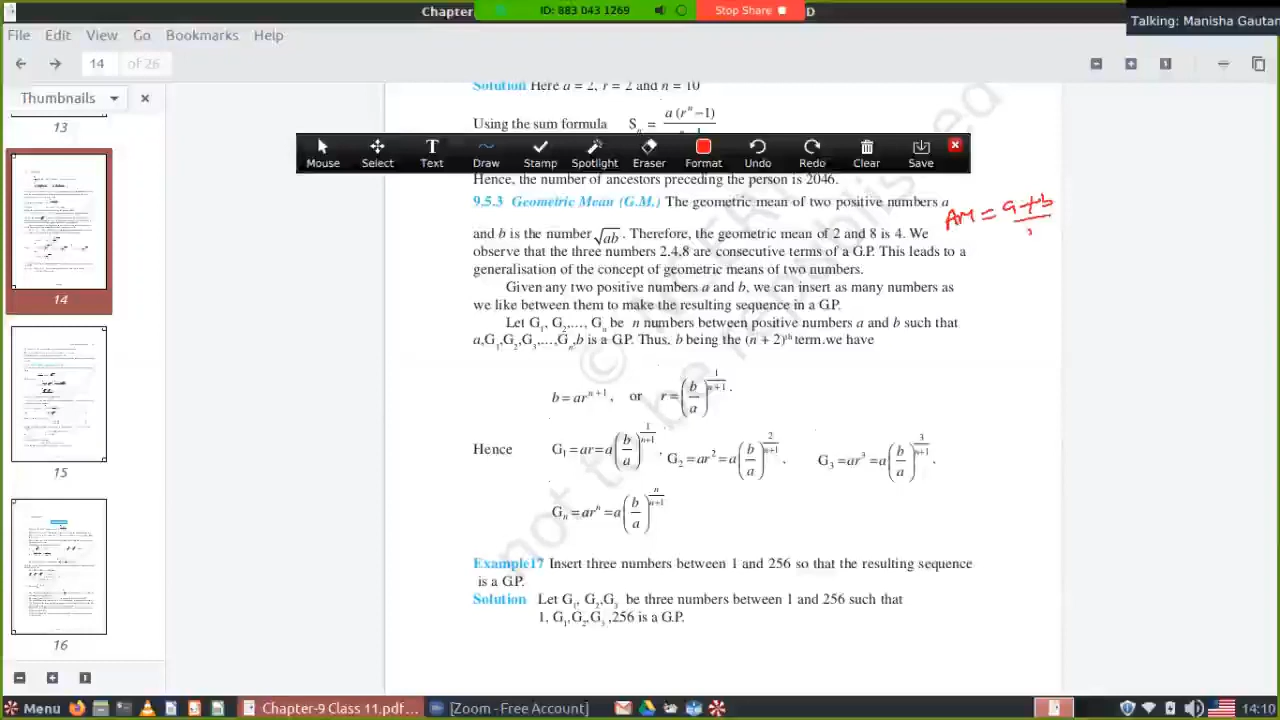 Chapter
ID: 883 043 1269
Stop Share
D
Talking: Manisha Gautan
File Edit View Go Bookmarks Help
14 of 26
Thumbnails
13
14
15
16
Solution Here a = 2, r = 2 and n = 10
Using the sum formula Sn = a (rⁿ – 1)
Mouse Select Text Draw Stamp Spotlight Eraser Format Undo Redo Clear Save
Hence, the number of ancestors preceding the person is 2046.
9.5.3 Geometric Mean (G.M.) The geometric mean of two positive numbers a
AM = a+b
and b is the number √ab . Therefore, the geometric mean of 2 and 8 is 4. We
observe that the three numbers 2,4,8 are consecutive terms of a G.P. This leads to a
generalisation of the concept of geometric means of two numbers.
Given any two positive numbers a and b, we can insert as many numbers as
we like between them to make the resulting sequence in a G.P.
Let G₁, G₂,…, Gₙ be n numbers between positive numbers a and b such that
a,G₁,G₂,G₃,…,Gₙ,b is a G.P. Thus, b being the (n + 2)ᵗʰ term,we have
b = arⁿ⁺¹, or r = (b/a)^(1/(n+1)).
Hence G₁ = ar = a(b/a)^(1/(n+1)), G₂ = ar² = a(b/a)^(2/(n+1)), G₃ = ar³ = a(b/a)^(3/(n+1)),
Gₙ = arⁿ = a(b/a)^(n/(n+1))
Example17 Insert three numbers between 1 and 256 so that the resulting sequence
is a G.P.
Solution Let G₁, G₂,G₃ be three numbers between 1 and 256 such that
1, G₁,G₂,G₃ ,256 is a G.P.
not to be republished
Menu
Chapter-9 Class 11.pdf...
[Zoom - Free Account]
14:10